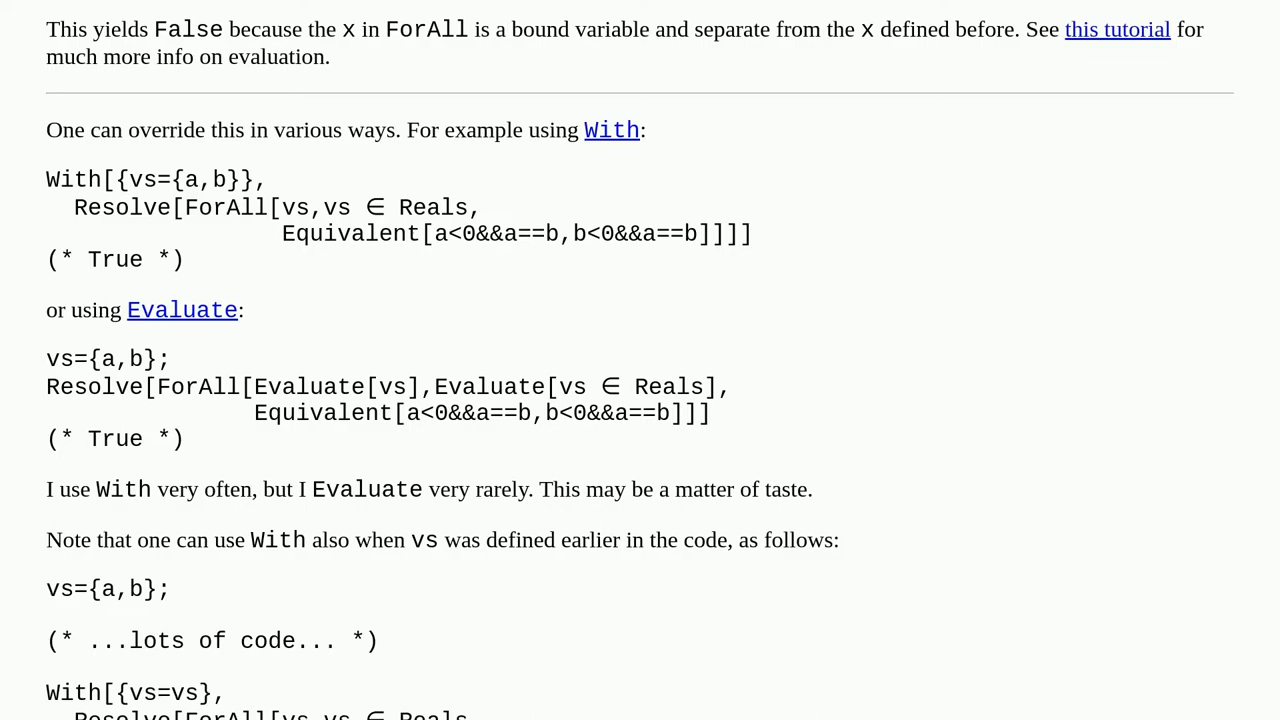 This yields False because the x in ForAll is a bound variable and separate from the x defined before. See this tutorial for
much more info on evaluation.
One can override this in various ways. For example using With:
With[{vs={a,b}},
  Resolve[ForAll[vs,vs ∈ Reals,
                 Equivalent[a<0&&a==b,b<0&&a==b]]]]
(* True *)
or using Evaluate:
vs={a,b};
Resolve[ForAll[Evaluate[vs],Evaluate[vs ∈ Reals],
               Equivalent[a<0&&a==b,b<0&&a==b]]]
(* True *)
I use With very often, but I Evaluate very rarely. This may be a matter of taste.
Note that one can use With also when vs was defined earlier in the code, as follows:
vs={a,b};
(* ...lots of code... *)
With[{vs=vs},
  Resolve[ForAll[vs,vs ∈ Reals,